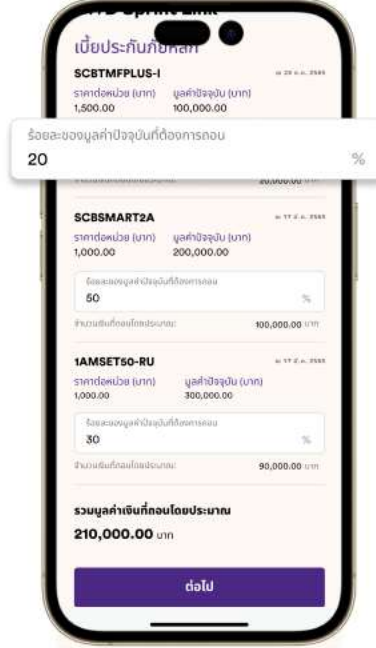 เบี้ยประกันภัยหลัก
SCBTMFPLUS-I
ราคาต่อหน่วย (บาท) มูลค่าปัจจุบัน (บาท)
1,500.00 100,000.00
ร้อยละของมูลค่าปัจจุบันที่ต้องการถอน
20 %
20,000.00 บาท
SCBSMART2A ณ 17 มี.ค. 2565
ราคาต่อหน่วย (บาท) มูลค่าปัจจุบัน (บาท)
1,000.00 200,000.00
ร้อยละของมูลค่าปัจจุบันที่ต้องการถอน
50 %
จำนวนเงินที่ถอนโดยประมาณ: 100,000.00 บาท
1AMSET50-RU ณ 17 มี.ค. 2565
ราคาต่อหน่วย (บาท) มูลค่าปัจจุบัน (บาท)
1,000.00 300,000.00
ร้อยละของมูลค่าปัจจุบันที่ต้องการถอน
30 %
จำนวนเงินที่ถอนโดยประมาณ: 90,000.00 บาท
รวมมูลค่าเงินที่ถอนโดยประมาณ
210,000.00 บาท
ต่อไป